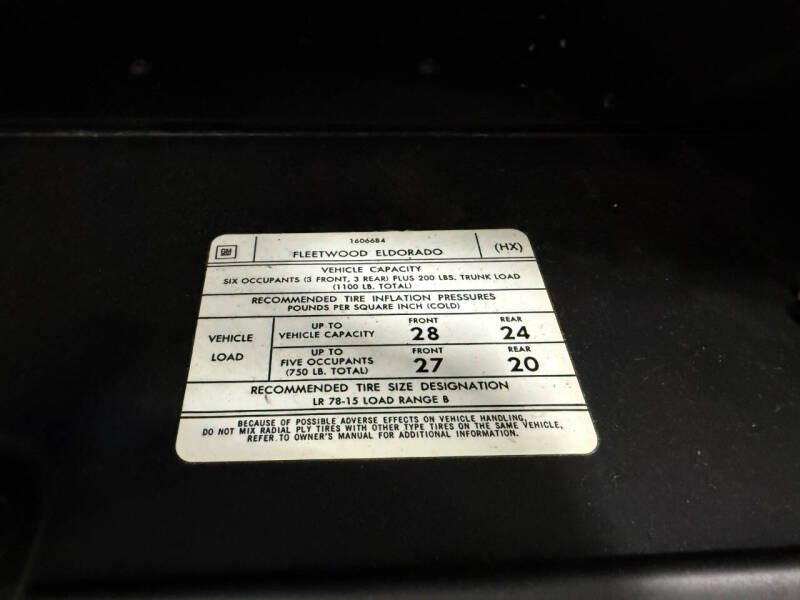 GM
1606684
FLEETWOOD ELDORADO
(HX)
VEHICLE CAPACITY
SIX OCCUPANTS (3 FRONT, 3 REAR) PLUS 200 LBS. TRUNK LOAD
(1100 LB. TOTAL)
RECOMMENDED TIRE INFLATION PRESSURES
POUNDS PER SQUARE INCH (COLD)
VEHICLE
LOAD
UP TO
VEHICLE CAPACITY
FRONT
28
REAR
24
UP TO
FIVE OCCUPANTS
(750 LB. TOTAL)
FRONT
27
REAR
20
RECOMMENDED TIRE SIZE DESIGNATION
LR 78-15 LOAD RANGE B
BECAUSE OF POSSIBLE ADVERSE EFFECTS ON VEHICLE HANDLING,
DO NOT MIX RADIAL PLY TIRES WITH OTHER TYPE TIRES ON THE SAME VEHICLE,
REFER TO OWNER'S MANUAL FOR ADDITIONAL INFORMATION.